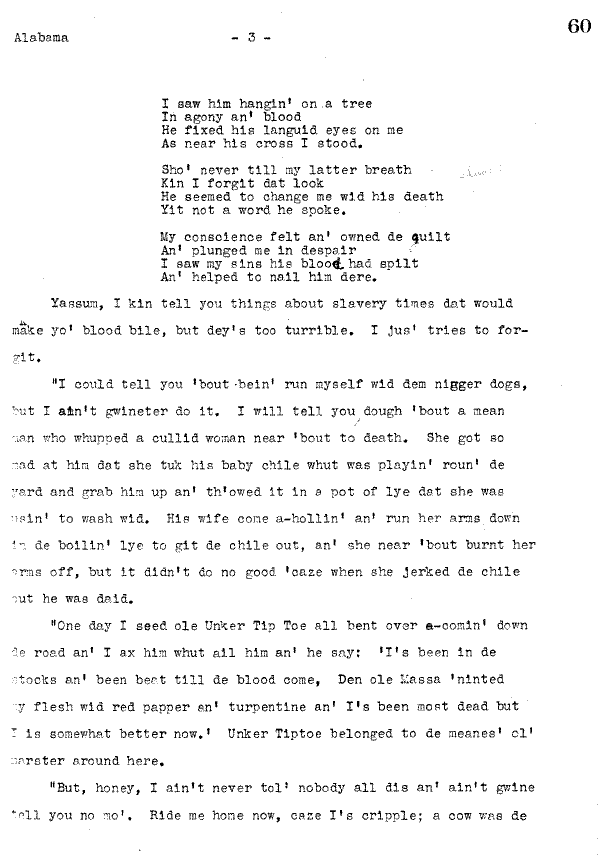 60
Alabama - 3 -
I saw him hangin' on a tree
In agony an' blood
He fixed his languid eyes on me
As near his cross I stood.
Sho' never till my latter breath
Kin I forgit dat look
He seemed to change me wid his death
Yit not a word he spoke.
My conscience felt an' owned de guilt
An' plunged me in despair
I saw my sins his blood had spilt
An' helped to nail him dere.
Yassum, I kin tell you things about slavery times dat would
make yo' blood bile, but dey's too turrible. I jus' tries to for-
git.
"I could tell you 'bout bein' run myself wid dem nigger dogs,
but I ain't gwineter do it. I will tell you dough 'bout a mean
man who whupped a cullid woman near 'bout to death. She got so
mad at him dat she tuk his baby chile whut was playin' roun' de
yard and grab him up an' th'owed it in a pot of lye dat she was
usin' to wash wid. His wife come a-hollin' an' run her arms down
in de boilin' lye to git de chile out, an' she near 'bout burnt her
arms off, but it didn't do no good 'caze when she jerked de chile
out he was daid.
"One day I seed ole Unker Tip Toe all bent over a-comin' down
de road an' I ax him whut ail him an' he say: 'I's been in de
stocks an' been beat till de blood come, Den ole Massa 'ninted
my flesh wid red papper an' turpentine an' I's been most dead but
I is somewhat better now.' Unker Tiptoe belonged to de meanes' ol'
marster around here.
"But, honey, I ain't never tol' nobody all dis an' ain't gwine
tell you no mo'. Ride me home now, caze I's cripple; a cow was de